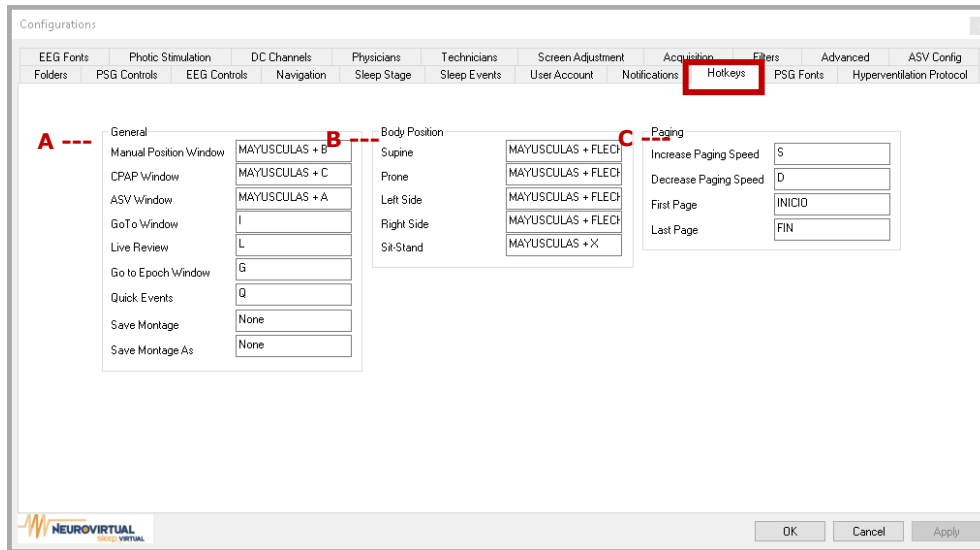 Configurations
EEG Fonts Photic Stimulation DC Channels Physicians Technicians Screen Adjustment Acquisition Filters Advanced ASV Config
Folders PSG Controls EEG Controls Navigation Sleep Stage Sleep Events User Account Notifications Hotkeys PSG Fonts Hyperventilation Protocol
A ---
General
Manual Position Window MAYUSCULAS + B
CPAP Window MAYUSCULAS + C
ASV Window MAYUSCULAS + A
GoTo Window I
Live Review L
Go to Epoch Window G
Quick Events Q
Save Montage None
Save Montage As None
B ---
Body Position
Supine MAYUSCULAS + FLECH
Prone MAYUSCULAS + FLECH
Left Side MAYUSCULAS + FLECH
Right Side MAYUSCULAS + FLECH
Sit-Stand MAYUSCULAS + X
C ---
Paging
Increase Paging Speed S
Decrease Paging Speed D
First Page INICIO
Last Page FIN
NEUROVIRTUAL
sleep VIRTUAL
OK Cancel Apply